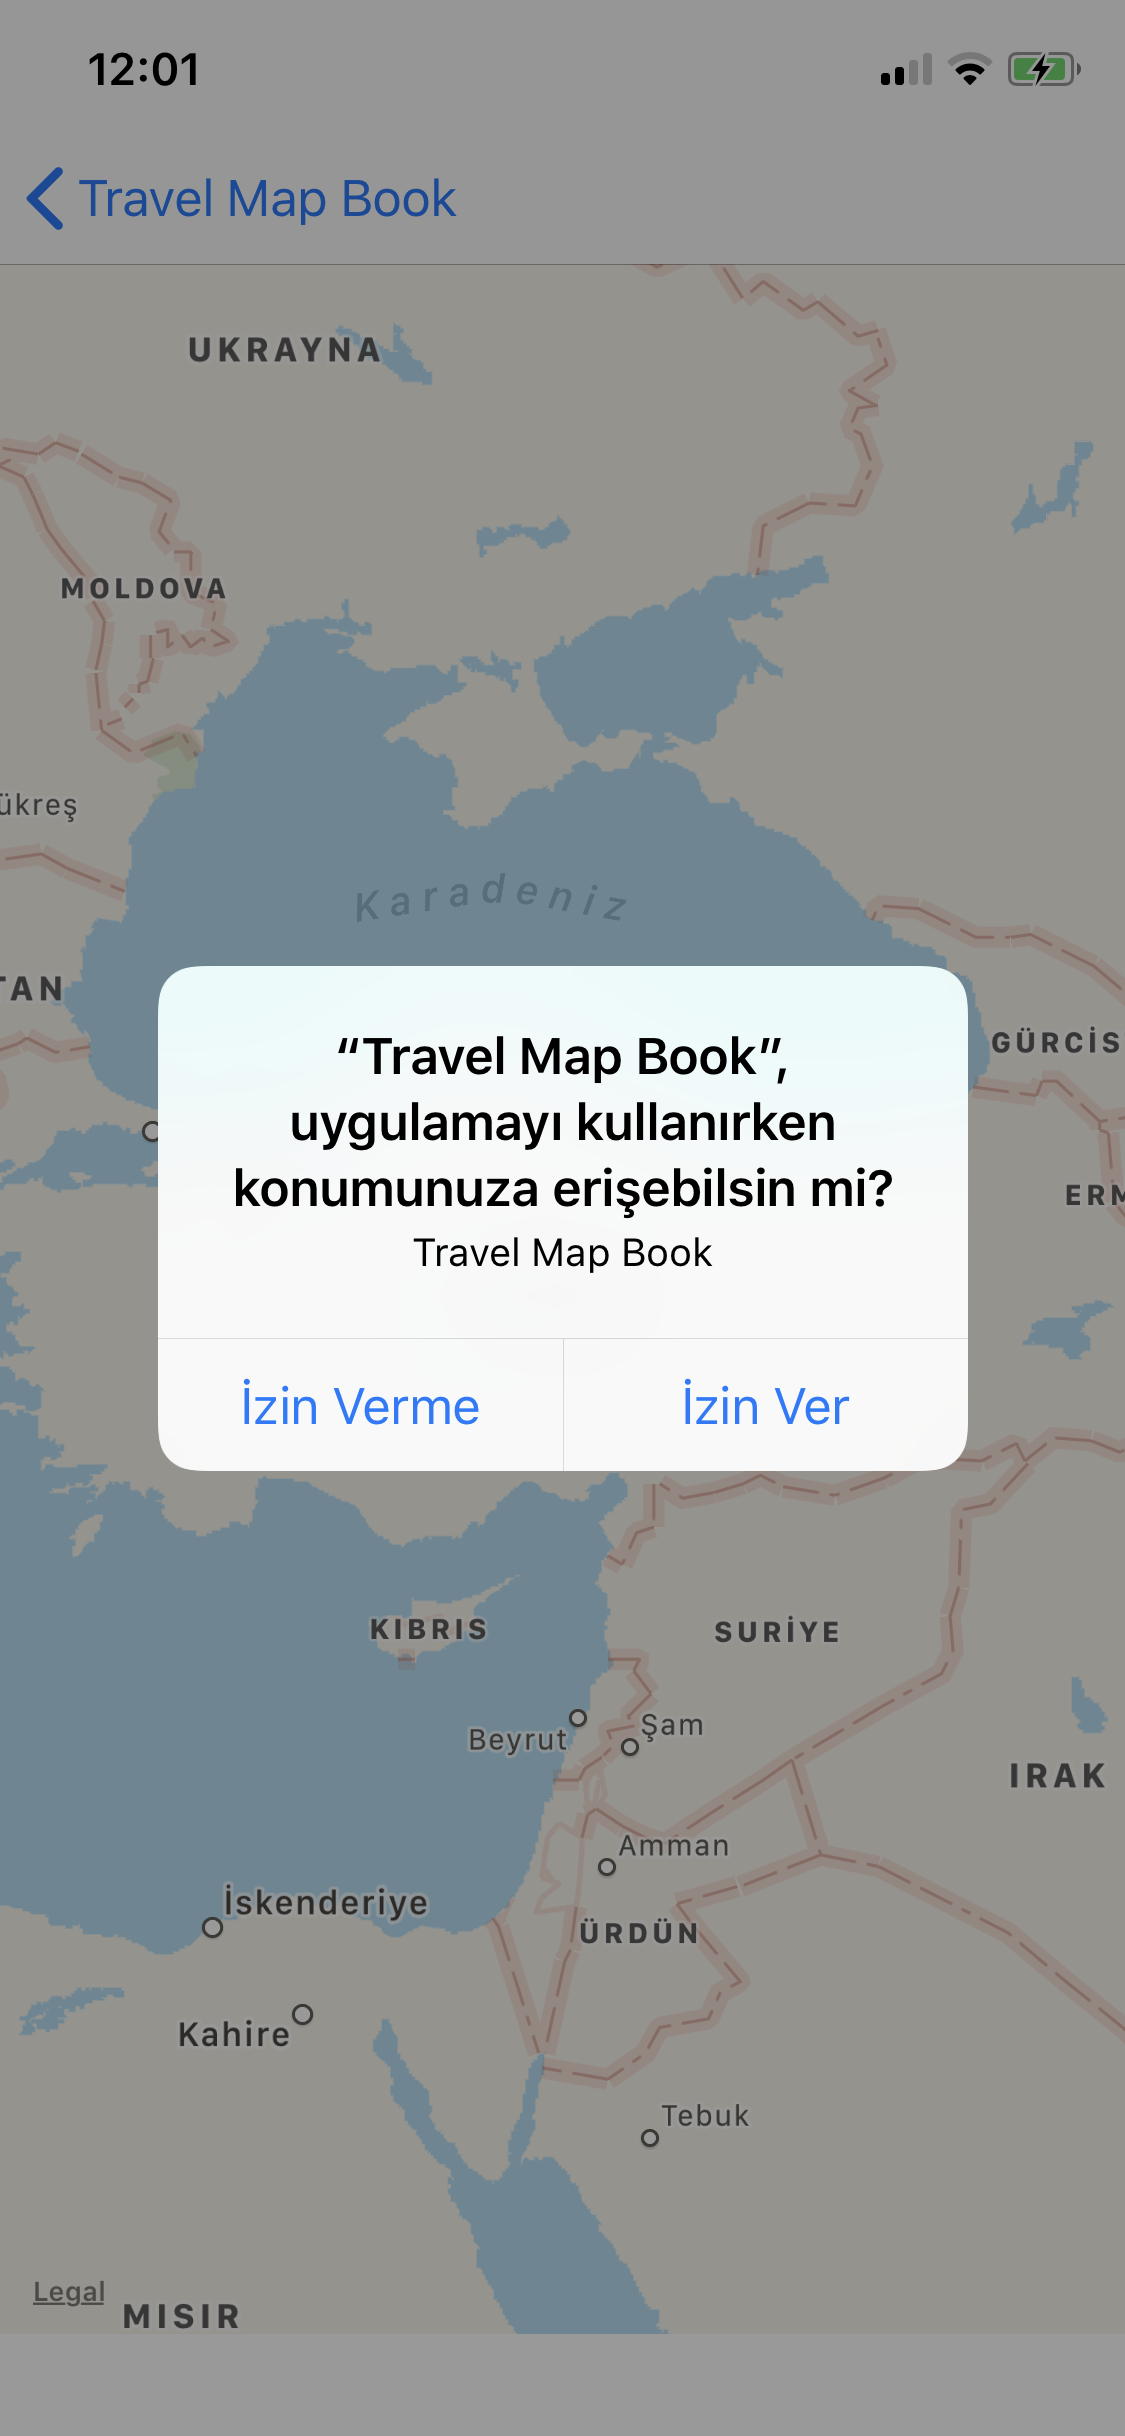 12:01
Travel Map Book
UKRAYNA
MOLDOVA
ükreş
Karadeniz
TAN
GÜRCİS
ERM
“Travel Map Book”,
uygulamayı kullanırken
konumunuza erişebilsin mi?
Travel Map Book
İzin Verme
İzin Ver
KIBRIS
SURİYE
Beyrut
Şam
IRAK
Amman
İskenderiye
ÜRDÜN
Kahire
Tebuk
Legal
MISIR